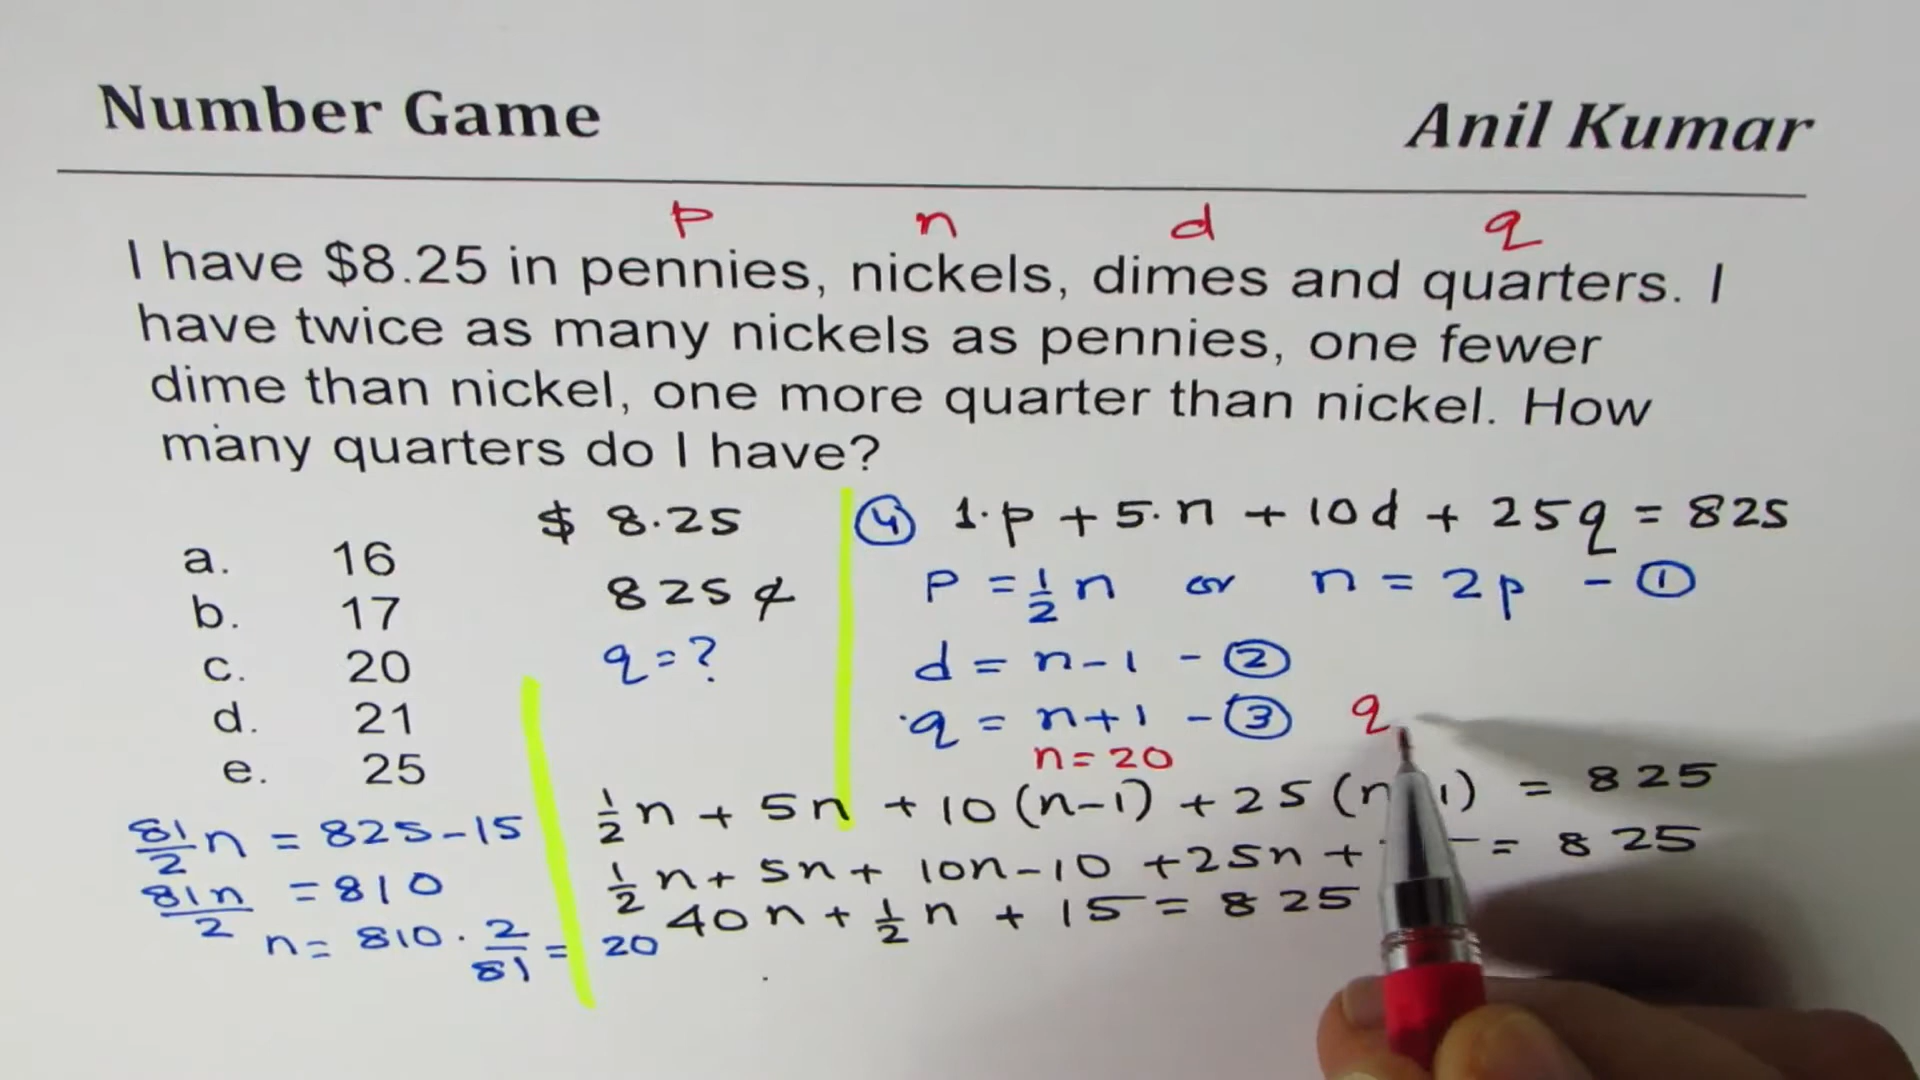 Number Game Anil Kumar
p n d q
I have $8.25 in pennies, nickels, dimes and quarters. I
have twice as many nickels as pennies, one fewer
dime than nickel, one more quarter than nickel. How
many quarters do I have?
a. 16
b. 17
c. 20
d. 21
e. 25
$ 8.25
825 ¢
q = ?
④ 1·p + 5·n + 10d + 25q = 825
P = 1/2 n or n = 2p - ①
d = n-1 - ②
q = n+1 - ③ q
n = 20
1/2 n + 5n + 10(n-1) + 25(n 1) = 825
1/2 n + 5n + 10n - 10 + 25n + = 825
40n + 1/2 n + 15 = 825
81/2 n = 825 - 15
81n/2 = 810
n = 810 · 2/81 = 20